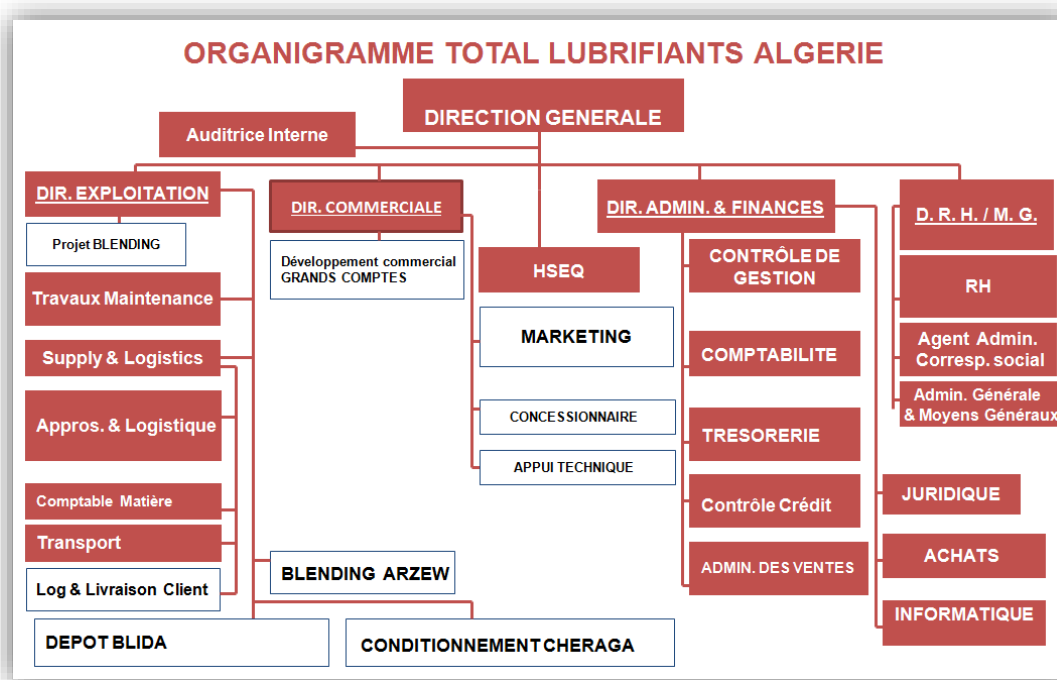 ORGANIGRAMME TOTAL LUBRIFIANTS ALGERIE
DIRECTION GENERALE
Auditrice Interne
DIR. EXPLOITATION
Projet BLENDING
Travaux Maintenance
Supply & Logistics
Appros. & Logistique
Comptable Matière
Transport
Log & Livraison Client
DEPOT BLIDA
BLENDING ARZEW
CONDITIONNEMENT CHERAGA
DIR. COMMERCIALE
Développement commercial
GRANDS COMPTES
MARKETING
CONCESSIONNAIRE
APPUI TECHNIQUE
HSEQ
DIR. ADMIN. & FINANCES
CONTRÔLE DE
GESTION
COMPTABILITE
TRESORERIE
Contrôle Crédit
ADMIN. DES VENTES
JURIDIQUE
ACHATS
INFORMATIQUE
D. R. H. / M. G.
RH
Agent Admin.
Corresp. social
Admin. Générale
& Moyens Généraux